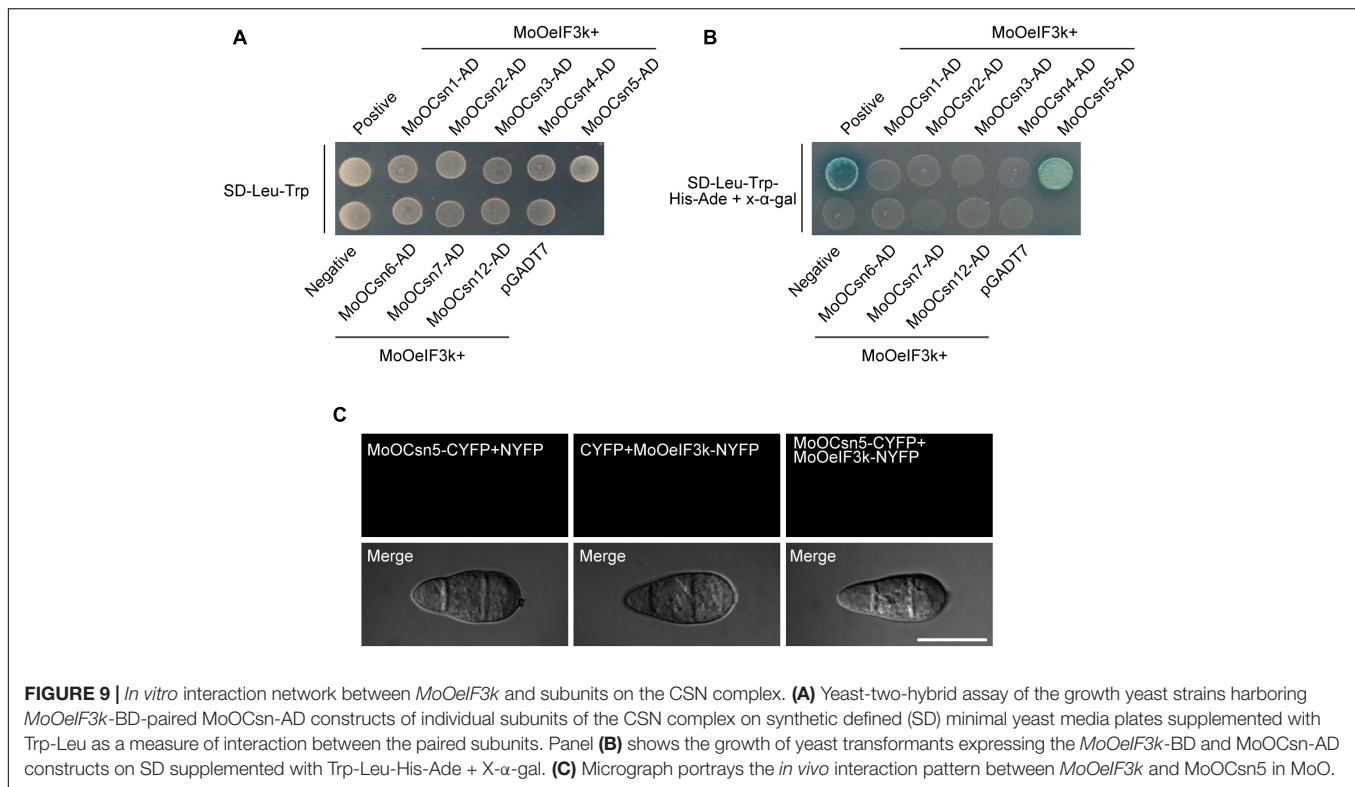 A
MoOeIF3k+
Postive
MoOCsn1-AD
MoOCsn2-AD
MoOCsn3-AD
MoOCsn4-AD
MoOCsn5-AD
SD-Leu-Trp
Negative
MoOCsn6-AD
MoOCsn7-AD
MoOCsn12-AD
pGADT7
MoOeIF3k+
B
MoOeIF3k+
Postive
MoOCsn1-AD
MoOCsn2-AD
MoOCsn3-AD
MoOCsn4-AD
MoOCsn5-AD
SD-Leu-Trp-
His-Ade + x-α-gal
Negative
MoOCsn6-AD
MoOCsn7-AD
MoOCsn12-AD
pGADT7
MoOeIF3k+
C
MoOCsn5-CYFP+NYFP
CYFP+MoOeIF3k-NYFP
MoOCsn5-CYFP+
MoOeIF3k-NYFP
Merge
Merge
Merge
FIGURE 9 | In vitro interaction network between MoOeIF3k and subunits on the CSN complex. (A) Yeast-two-hybrid assay of the growth yeast strains harboring
MoOeIF3k-BD-paired MoOCsn-AD constructs of individual subunits of the CSN complex on synthetic defined (SD) minimal yeast media plates supplemented with
Trp-Leu as a measure of interaction between the paired subunits. Panel (B) shows the growth of yeast transformants expressing the MoOeIF3k-BD and MoOCsn-AD
constructs on SD supplemented with Trp-Leu-His-Ade + X-α-gal. (C) Micrograph portrays the in vivo interaction pattern between MoOeIF3k and MoOCsn5 in MoO.